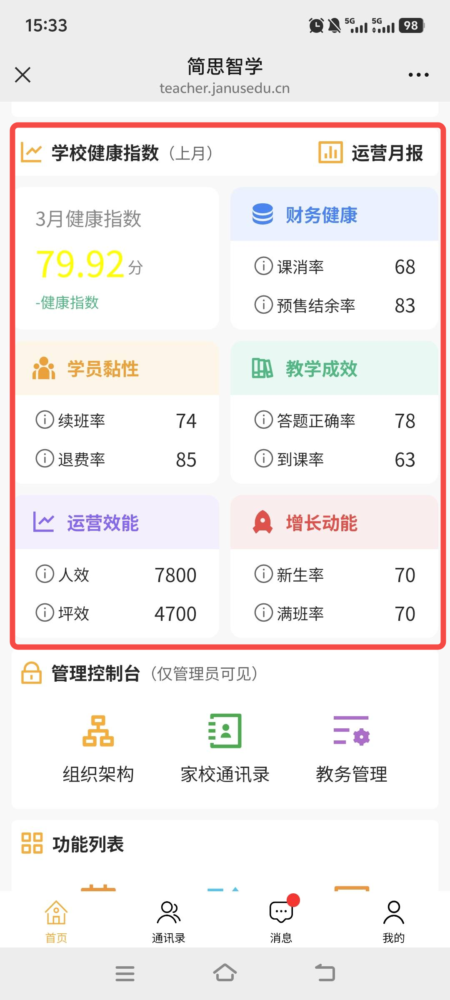 15:33
5G 5G 98
简思智学
teacher.janusedu.cn
学校健康指数（上月） 运营月报
3月健康指数
79.92分
-健康指数
财务健康
课消率 68
预售结余率 83
学员黏性
续班率 74
退费率 85
教学成效
答题正确率 78
到课率 63
运营效能
人效 7800
坪效 4700
增长动能
新生率 70
满班率 70
管理控制台（仅管理员可见）
组织架构 家校通讯录 教务管理
功能列表
首页 通讯录 消息 我的